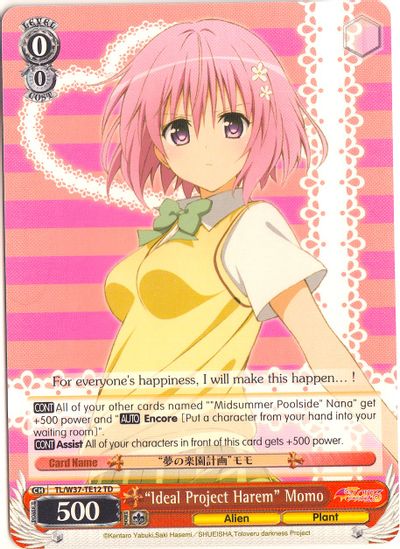 LEVEL
0
0
COST
For everyone's happiness, I will make this happen…!
CONT All of your other cards named ""Midsummer Poolside" Nana" get
+500 power and "AUTO Encore [Put a character from your hand into your
waiting room]".
CONT Assist All of your characters in front of this card gets +500 power.
Card Name
“夢の楽園計画”モモ
CH TL/W37-TE12 TD
“Ideal Project Harem” Momo
POWER
500
Alien
Plant
©Kentaro Yabuki,Saki Hasemi / SHUEISHA,Toloveru darkness Project